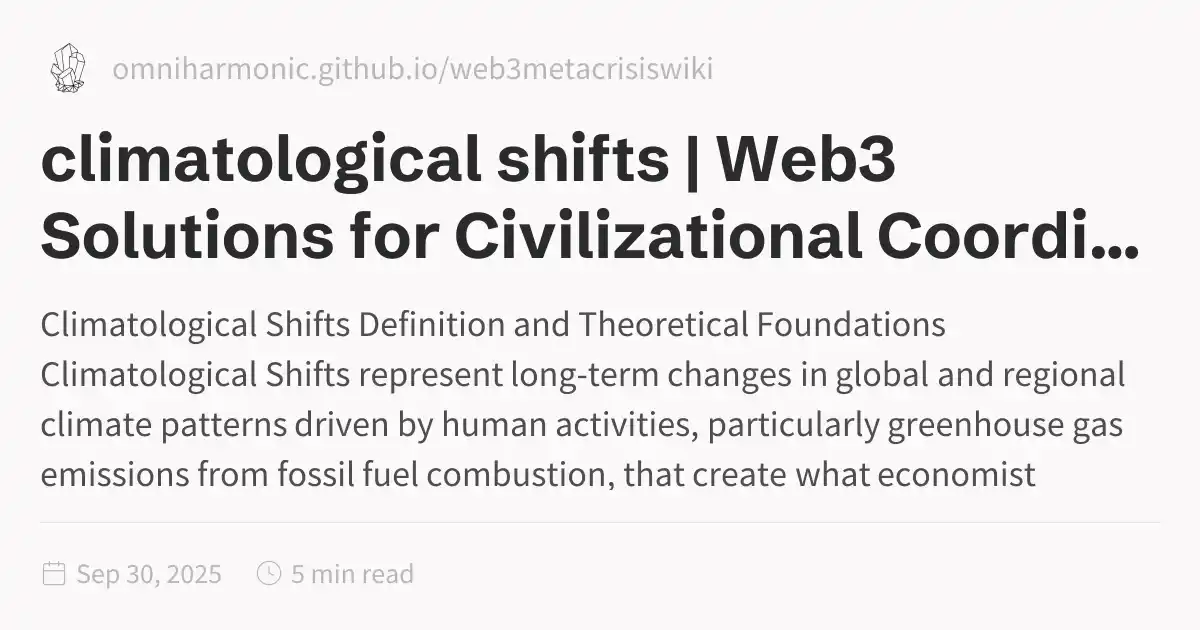 omniharmonic.github.io/web3metacrisiswiki
climatological shifts | Web3
Solutions for Civilizational Coordi...
Climatological Shifts Definition and Theoretical Foundations
Climatological Shifts represent long-term changes in global and regional
climate patterns driven by human activities, particularly greenhouse gas
emissions from fossil fuel combustion, that create what economist
Sep 30, 2025 5 min read